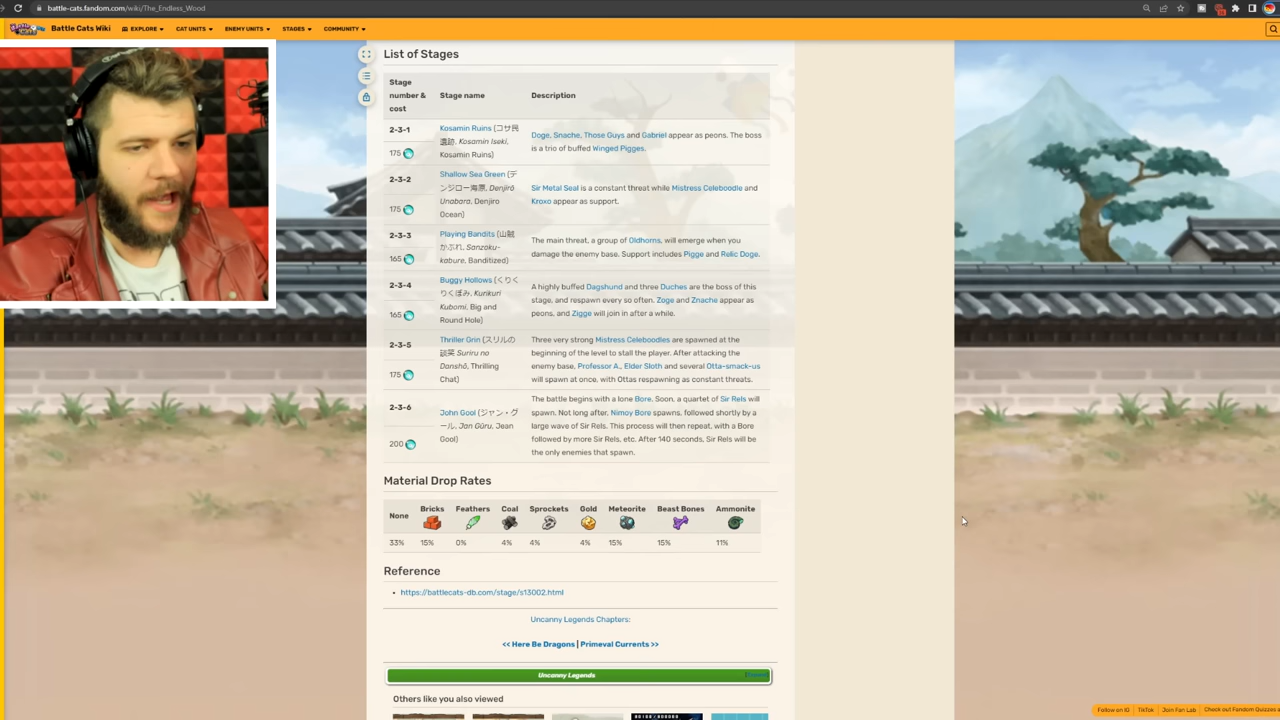 battle-cats.fandom.com/wiki/The_Endless_Wood
Battle Cats Wiki
EXPLORE
CAT UNITS
ENEMY UNITS
STAGES
COMMUNITY
List of Stages
Stage number & cost
Stage name
Description
2-3-1
175
Kosamin Ruins (コサ民
遺跡, Kosamin Iseki,
Kosamin Ruins)
Doge, Snache, Those Guys and Gabriel appear as peons. The boss
is a trio of buffed Winged Pigges.
2-3-2
175
Shallow Sea Green (デ
ンジロー海原, Denjirō
Unabara, Denjiro
Ocean)
Sir Metal Seal is a constant threat while Mistress Celeboodle and
Kroxo appear as support.
2-3-3
165
Playing Bandits (山賊
かぶれ, Sanzoku-
kabure, Banditized)
The main threat, a group of Oldhorns, will emerge when you
damage the enemy base. Support includes Pigge and Relic Doge.
2-3-4
165
Buggy Hollows (くりく
りくぼみ, Kurikuri
Kubomi, Big and
Round Hole)
A highly buffed Dagshund and three Duches are the boss of this
stage, and respawn every so often. Zoge and Znache appear as
peons, and Zigge will join in after a while.
2-3-5
175
Thriller Grin (スリルの
談笑 Suriru no
Danshō, Thrilling
Chat)
Three very strong Mistress Celeboodles are spawned at the
beginning of the level to stall the player. After attacking the
enemy base, Professor A., Elder Sloth and several Otta-smack-us
will spawn at once, with Ottas respawning as constant threats.
2-3-6
200
John Gool (ジャン・グ
ール, Jan Gūru, Jean
Gool)
The battle begins with a lone Bore. Soon, a quartet of Sir Rels will
spawn. Not long after, Nimoy Bore spawns, followed shortly by a
large wave of Sir Rels. This process will then repeat, with a Bore
followed by more Sir Rels, etc. After 140 seconds, Sir Rels will be
the only enemies that spawn.
Material Drop Rates
None Bricks Feathers Coal Sprockets Gold Meteorite Beast Bones Ammonite
33% 15% 0% 4% 4% 4% 15% 15% 11%
Reference
• https://battlecats-db.com/stage/s13002.html
Uncanny Legends Chapters:
<< Here Be Dragons | Primeval Currents >>
Uncanny Legends
Others like you also viewed
Follow on IG TikTok Join Fan Lab Check out Fandom Quizzes